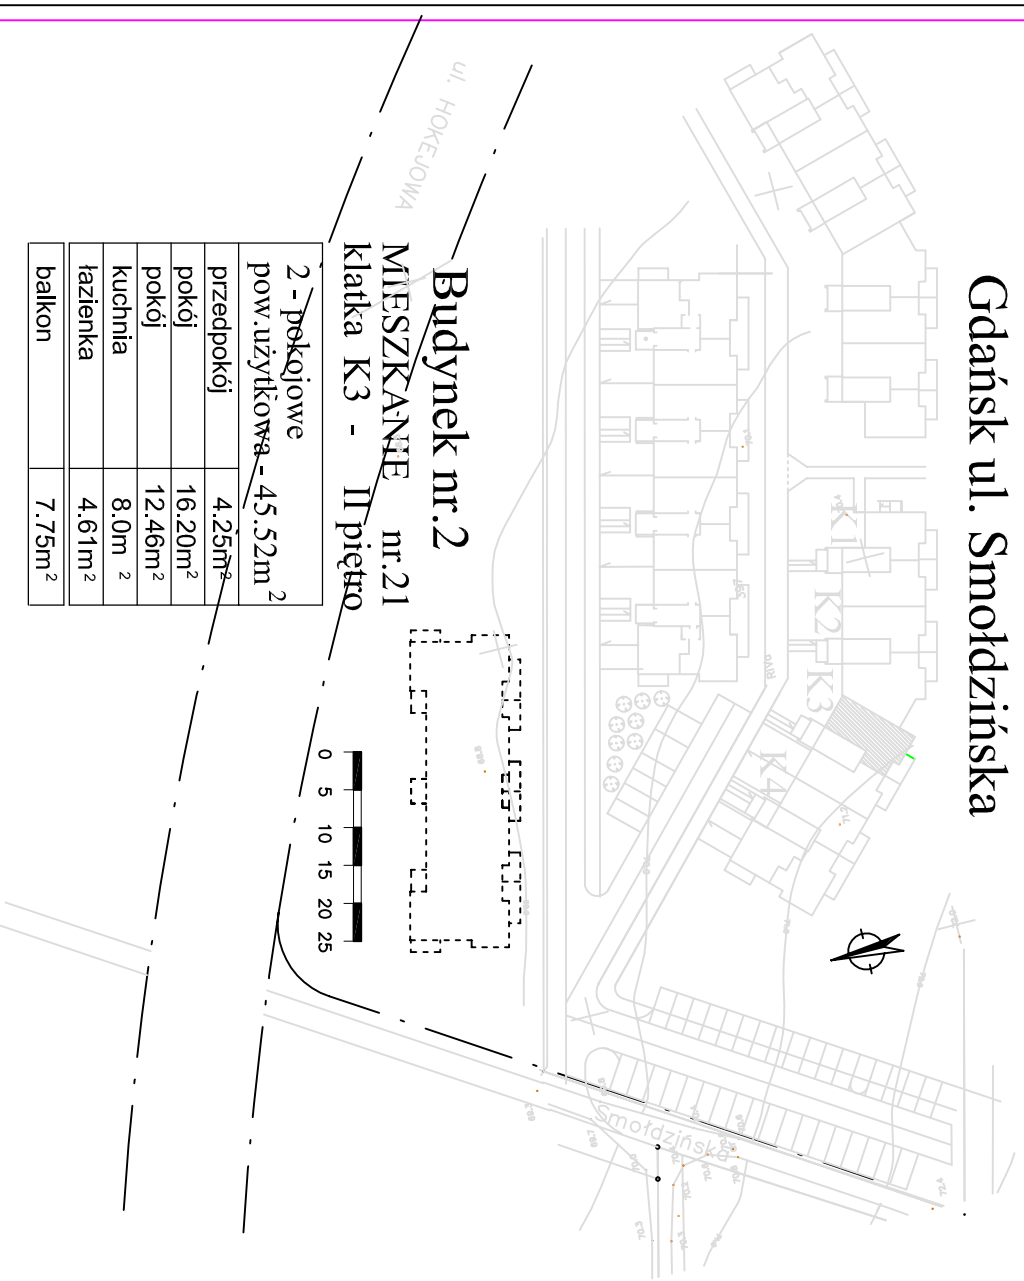 Gdańsk ul. Smołdzińska
K1
K2
K3
K4
397
Budynek nr.2
MIESZKANIE nr.21
klatka K3 - II piętro
2 - pokojowe
pow.użytkowa - 45.52m²
przedpokój 4.25m²
pokój 16.20m²
pokój 12.46m²
kuchnia 8.0m²
łazienka 4.61m²
balkon 7.75m²
ul. HOKEJOWA
0 5 10 15 20 25
Smołdzińska